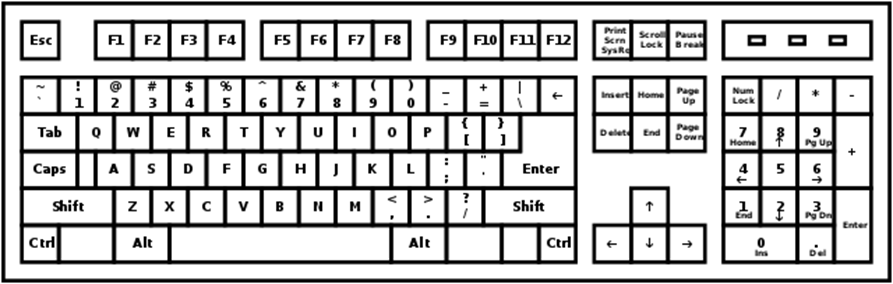 Esc F1 F2 F3 F4 F5 F6 F7 F8 F9 F10 F11 F12 Print Scrn SysRq Scroll Lock Pause Break
~ ` ! 1 @ 2 # 3 $ 4 % 5 ^ 6 & 7 * 8 ( 9 ) 0 _ - + = | \ ← Insert Home Page Up Num Lock / * -
Tab Q W E R T Y U I O P { [ } ] Delete End Page Down 7 Home 8 ↑ 9 Pg Up +
Caps A S D F G H J K L : ; " . Enter 4 ← 5 6 →
Shift Z X C V B N M < , > . ? / Shift ↑ 1 End 2 ↓ 3 Pg Dn Enter
Ctrl Alt Alt Ctrl ← ↓ → 0 Ins . Del